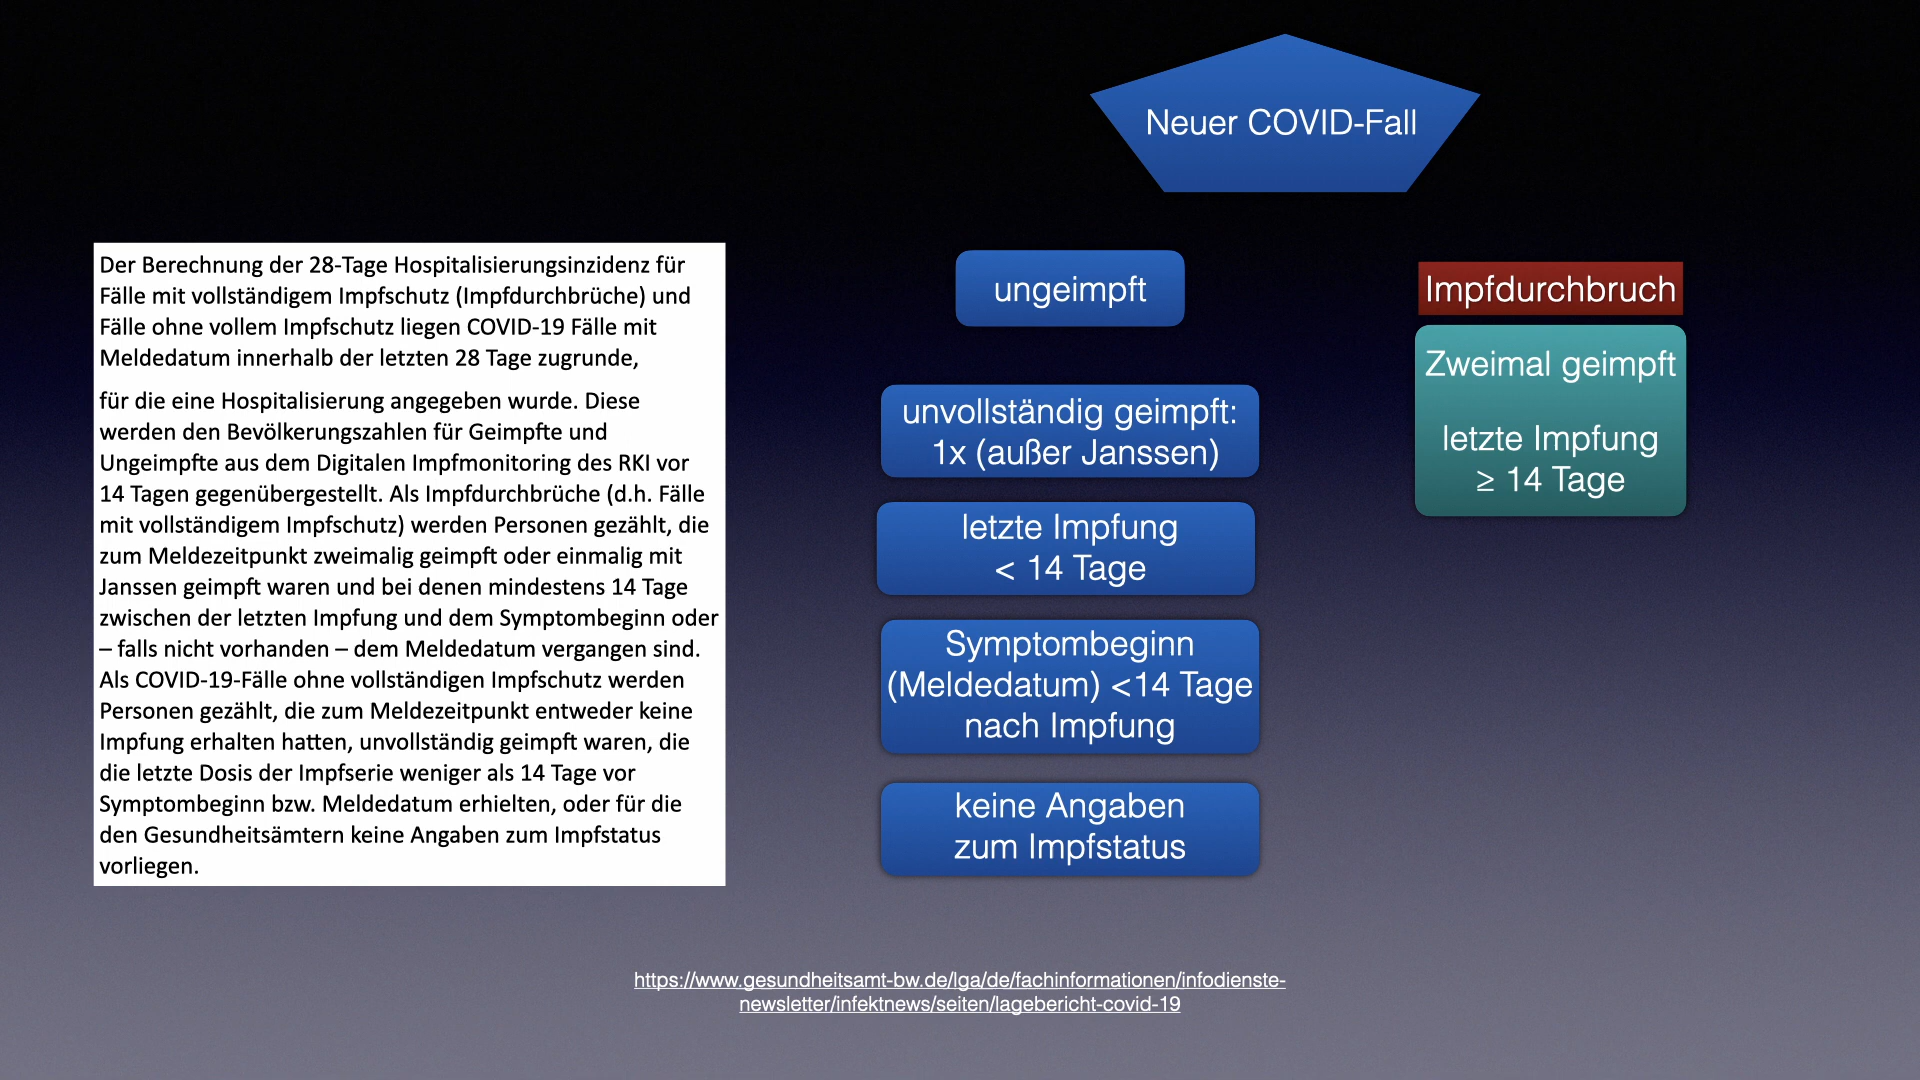 Neuer COVID-Fall
Der Berechnung der 28-Tage Hospitalisierungsinzidenz für
Fälle mit vollständigem Impfschutz (Impfdurchbrüche) und
Fälle ohne vollem Impfschutz liegen COVID-19 Fälle mit
Meldedatum innerhalb der letzten 28 Tage zugrunde,
für die eine Hospitalisierung angegeben wurde. Diese
werden den Bevölkerungszahlen für Geimpfte und
Ungeimpfte aus dem Digitalen Impfmonitoring des RKI vor
14 Tagen gegenübergestellt. Als Impfdurchbrüche (d.h. Fälle
mit vollständigem Impfschutz) werden Personen gezählt, die
zum Meldezeitpunkt zweimalig geimpft oder einmalig mit
Janssen geimpft waren und bei denen mindestens 14 Tage
zwischen der letzten Impfung und dem Symptombeginn oder
– falls nicht vorhanden – dem Meldedatum vergangen sind.
Als COVID-19-Fälle ohne vollständigen Impfschutz werden
Personen gezählt, die zum Meldezeitpunkt entweder keine
Impfung erhalten hatten, unvollständig geimpft waren, die
die letzte Dosis der Impfserie weniger als 14 Tage vor
Symptombeginn bzw. Meldedatum erhielten, oder für die
den Gesundheitsämtern keine Angaben zum Impfstatus
vorliegen.
ungeimpft
unvollständig geimpft:
1x (außer Janssen)
letzte Impfung
< 14 Tage
Symptombeginn
(Meldedatum) <14 Tage
nach Impfung
keine Angaben
zum Impfstatus
Impfdurchbruch
Zweimal geimpft
letzte Impfung
≥ 14 Tage
https://www.gesundheitsamt-bw.de/lga/de/fachinformationen/infodienste-
newsletter/infektnews/seiten/lagebericht-covid-19